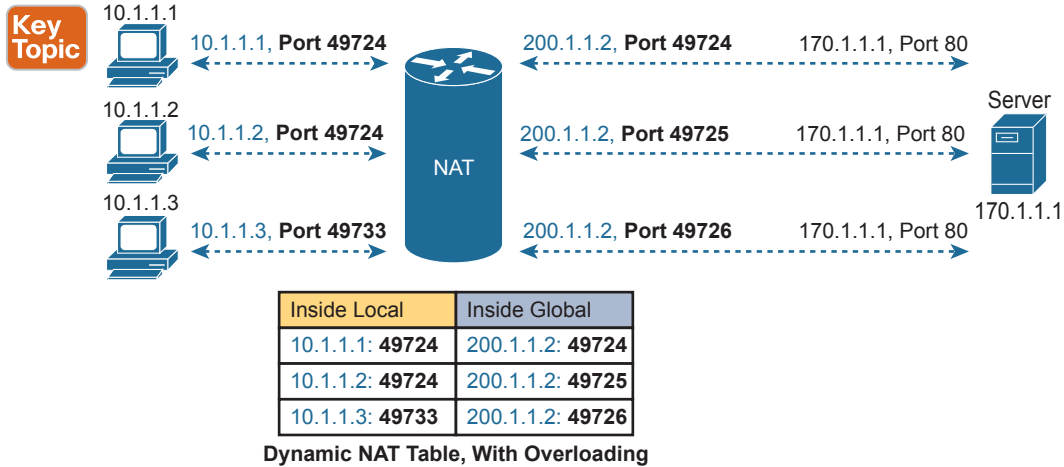 Key
Topic
10.1.1.1
10.1.1.1, Port 49724
200.1.1.2, Port 49724
170.1.1.1, Port 80
10.1.1.2
10.1.1.2, Port 49724
NAT
200.1.1.2, Port 49725
170.1.1.1, Port 80
Server
170.1.1.1
10.1.1.3
10.1.1.3, Port 49733
200.1.1.2, Port 49726
170.1.1.1, Port 80
Inside Local Inside Global
10.1.1.1: 49724 200.1.1.2: 49724
10.1.1.2: 49724 200.1.1.2: 49725
10.1.1.3: 49733 200.1.1.2: 49726
Dynamic NAT Table, With Overloading